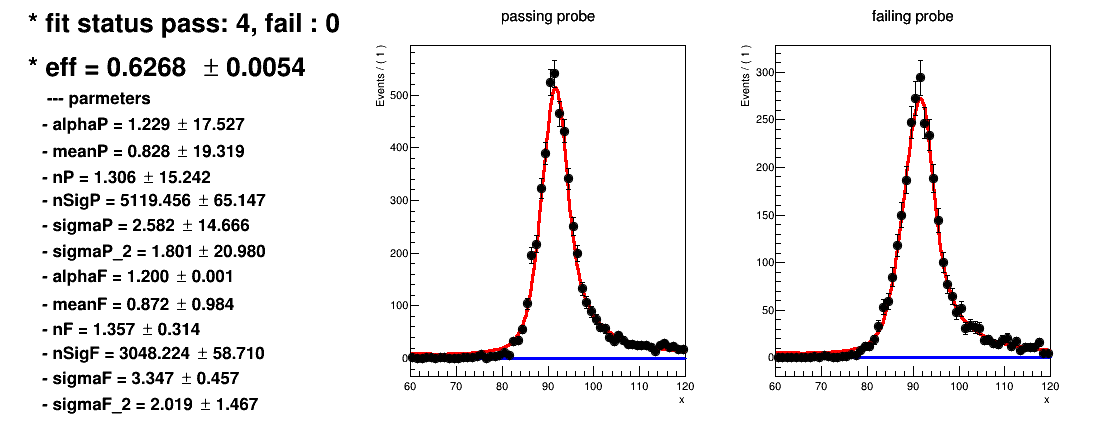 * fit status pass: 4, fail : 0
* eff = 0.6268 ± 0.0054
--- parmeters
- alphaP = 1.229 ± 17.527
- meanP = 0.828 ± 19.319
- nP = 1.306 ± 15.242
- nSigP = 5119.456 ± 65.147
- sigmaP = 2.582 ± 14.666
- sigmaP_2 = 1.801 ± 20.980
- alphaF = 1.200 ± 0.001
- meanF = 0.872 ± 0.984
- nF = 1.357 ± 0.314
- nSigF = 3048.224 ± 58.710
- sigmaF = 3.347 ± 0.457
- sigmaF_2 = 2.019 ± 1.467
passing probe
Events / ( 1 )
500
400
300
200
100
0
60 70 80 90 100 110 120
x
failing probe
Events / ( 1 )
300
250
200
150
100
50
0
60 70 80 90 100 110 120
x